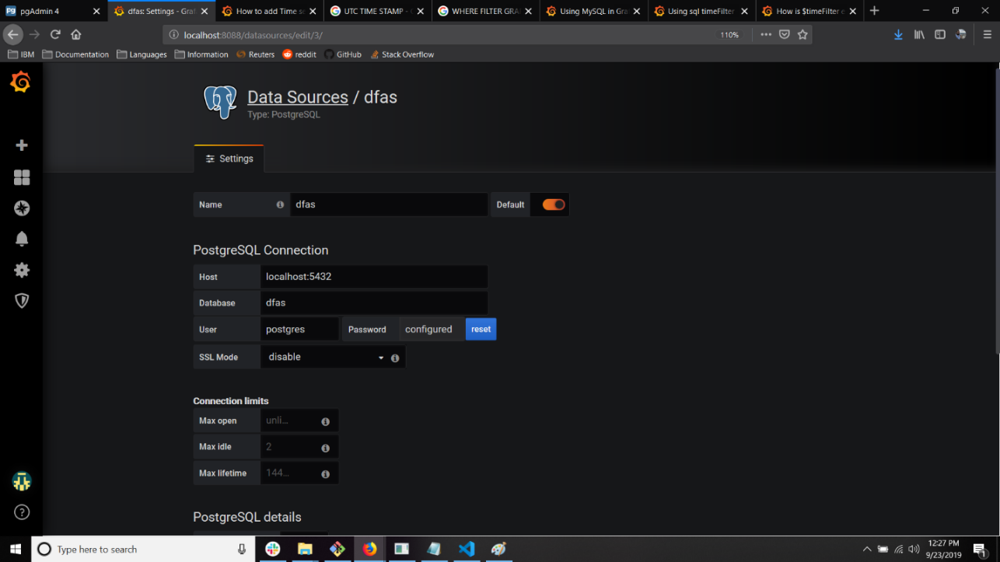 pgAdmin 4
dfas: Settings - Graf
How to add Time se
UTC TIME STAMP - G
WHERE FILTER GRA
Using MySQL in Gra
Using sql timeFilter
How is $timeFilter e
localhost:8088/datasources/edit/3/
110%
IBM
Documentation
Languages
Information
Reuters
reddit
GitHub
Stack Overflow
Data Sources / dfas
Type: PostgreSQL
Settings
Name
dfas
Default
PostgreSQL Connection
Host
localhost:5432
Database
dfas
User
postgres
Password
configured
reset
SSL Mode
disable
Connection limits
Max open
unli...
Max idle
2
Max lifetime
144...
PostgreSQL details
Type here to search
12:27 PM
9/23/2019
1